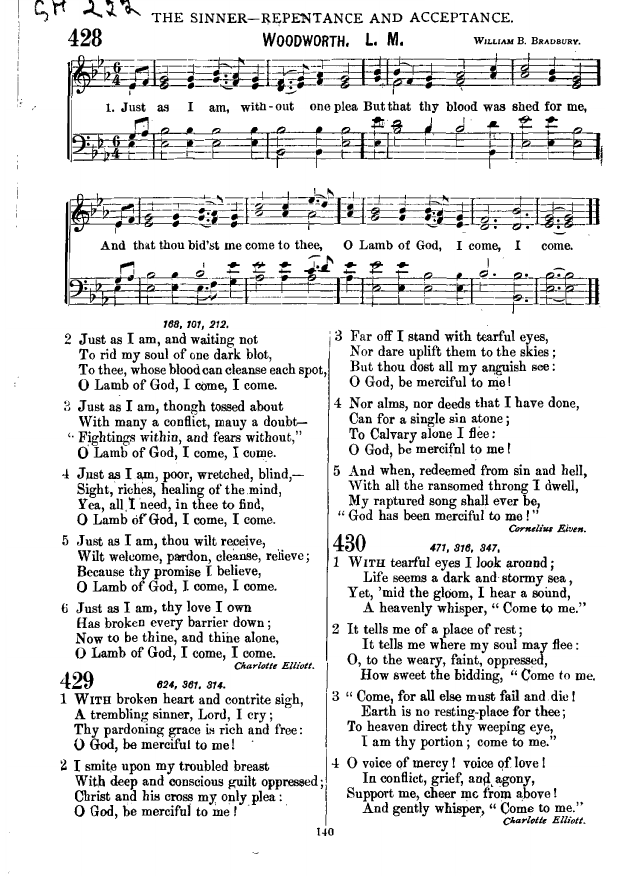 GH 222
THE SINNER—REPENTANCE AND ACCEPTANCE.
428 WOODWORTH. L. M. WILLIAM B. BRADBURY.
1. Just as I am, with-out one plea But that thy blood was shed for me,
And that thou bid'st me come to thee, O Lamb of God, I come, I come.
168, 101, 212.
2 Just as I am, and waiting not
To rid my soul of one dark blot,
To thee, whose blood can cleanse each spot,
O Lamb of God, I come, I come.
3 Just as I am, though tossed about
With many a conflict, many a doubt—
"Fightings within, and fears without,"
O Lamb of God, I come, I come.
4 Just as I am, poor, wretched, blind,—
Sight, riches, healing of the mind,
Yea, all I need, in thee to find,
O Lamb of God, I come, I come.
5 Just as I am, thou wilt receive,
Wilt welcome, pardon, cleanse, relieve;
Because thy promise I believe,
O Lamb of God, I come, I come.
6 Just as I am, thy love I own
Has broken every barrier down;
Now to be thine, and thine alone,
O Lamb of God, I come, I come.
Charlotte Elliott.
429 624, 361, 314.
1 WITH broken heart and contrite sigh,
A trembling sinner, Lord, I cry;
Thy pardoning grace is rich and free:
O God, be merciful to me!
2 I smite upon my troubled breast
With deep and conscious guilt oppressed;
Christ and his cross my only plea:
O God, be merciful to me!
3 Far off I stand with tearful eyes,
Nor dare uplift them to the skies;
But thou dost all my anguish see:
O God, be merciful to me!
4 Nor alms, nor deeds that I have done,
Can for a single sin atone;
To Calvary alone I flee:
O God, be merciful to me!
5 And when, redeemed from sin and hell,
With all the ransomed throng I dwell,
My raptured song shall ever be,
"God has been merciful to me!"
Cornelius Elven.
430 471, 316, 347.
1 WITH tearful eyes I look around;
Life seems a dark and stormy sea,
Yet, 'mid the gloom, I hear a sound,
A heavenly whisper, "Come to me."
2 It tells me of a place of rest;
It tells me where my soul may flee:
O, to the weary, faint, oppressed,
How sweet the bidding, "Come to me.
3 "Come, for all else must fail and die!
Earth is no resting-place for thee;
To heaven direct thy weeping eye,
I am thy portion; come to me."
4 O voice of mercy! voice of love!
In conflict, grief, and agony,
Support me, cheer me from above!
And gently whisper, "Come to me."
Charlotte Elliott.
140